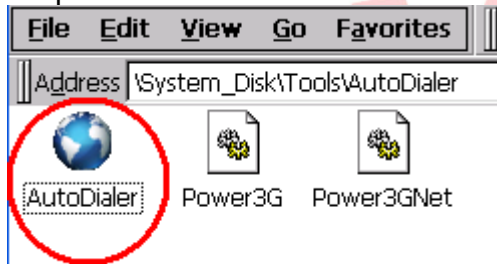 File Edit View Go Favorites
Address \System_Disk\Tools\AutoDialer
AutoDialer Power3G Power3GNet